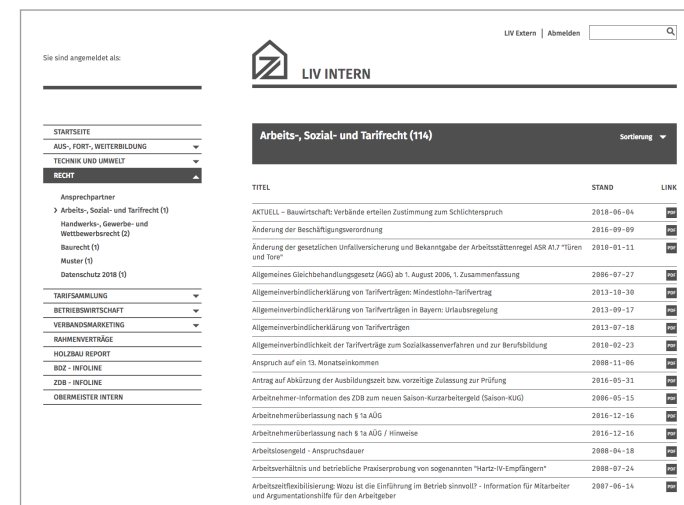 LIV Extern | Abmelden
Sie sind angemeldet als:
LIV INTERN
STARTSEITE
AUS-, FORT-, WEITERBILDUNG
TECHNIK UND UMWELT
RECHT
Ansprechpartner
Arbeits-, Sozial- und Tarifrecht (1)
Handwerks-, Gewerbe- und
Wettbewerbsrecht (2)
Baurecht (1)
Muster (1)
Datenschutz 2018 (1)
TARIFSAMMLUNG
BETRIEBSWIRTSCHAFT
VERBANDSMARKETING
RAHMENVERTRÄGE
HOLZBAU REPORT
BDZ - INFOLINE
ZDB - INFOLINE
OBERMEISTER INTERN
Arbeits-, Sozial- und Tarifrecht (114) Sortierung
TITEL STAND LINK
AKTUELL – Bauwirtschaft: Verbände erteilen Zustimmung zum Schlichterspruch 2018-06-04 PDF
Änderung der Beschäftigungsverordnung 2016-09-09 PDF
Änderung der gesetzlichen Unfallversicherung und Bekanntgabe der Arbeitsstättenregel ASR A1.7 "Türen 2010-01-11 PDF
und Tore"
Allgemeines Gleichbehandlungsgesetz (AGG) ab 1. August 2006, 1. Zusammenfassung 2006-07-27 PDF
Allgemeinverbindlicherklärung von Tarifverträgen: Mindestlohn-Tarifvertrag 2013-10-30 PDF
Allgemeinverbindlicherklärung von Tarifverträgen in Bayern: Urlaubsregelung 2013-09-17 PDF
Allgemeinverbindlicherklärung von Tarifverträgen 2013-07-18 PDF
Allgemeinverbindlichkeit der Tarifverträge zum Sozialkassenverfahren und zur Berufsbildung 2010-02-23 PDF
Anspruch auf ein 13. Monatseinkommen 2008-11-06 PDF
Antrag auf Abkürzung der Ausbildungszeit bzw. vorzeitige Zulassung zur Prüfung 2016-05-31 PDF
Arbeitnehmer-Information des ZDB zum neuen Saison-Kurzarbeitergeld (Saison-KUG) 2006-05-15 PDF
Arbeitnehmerüberlassung nach § 1a AÜG 2016-12-16 PDF
Arbeitnehmerüberlassung nach § 1a AÜG / Hinweise 2016-12-16 PDF
Arbeitslosengeld - Anspruchsdauer 2008-04-18 PDF
Arbeitsverhältnis und betriebliche Praxiserprobung von sogenannten "Hartz-IV-Empfängern" 2008-07-24 PDF
Arbeitszeitflexibilisierung: Wozu ist die Einführung im Betrieb sinnvoll? - Information für Mitarbeiter 2007-06-14 PDF
und Argumentationshilfe für den Arbeitgeber